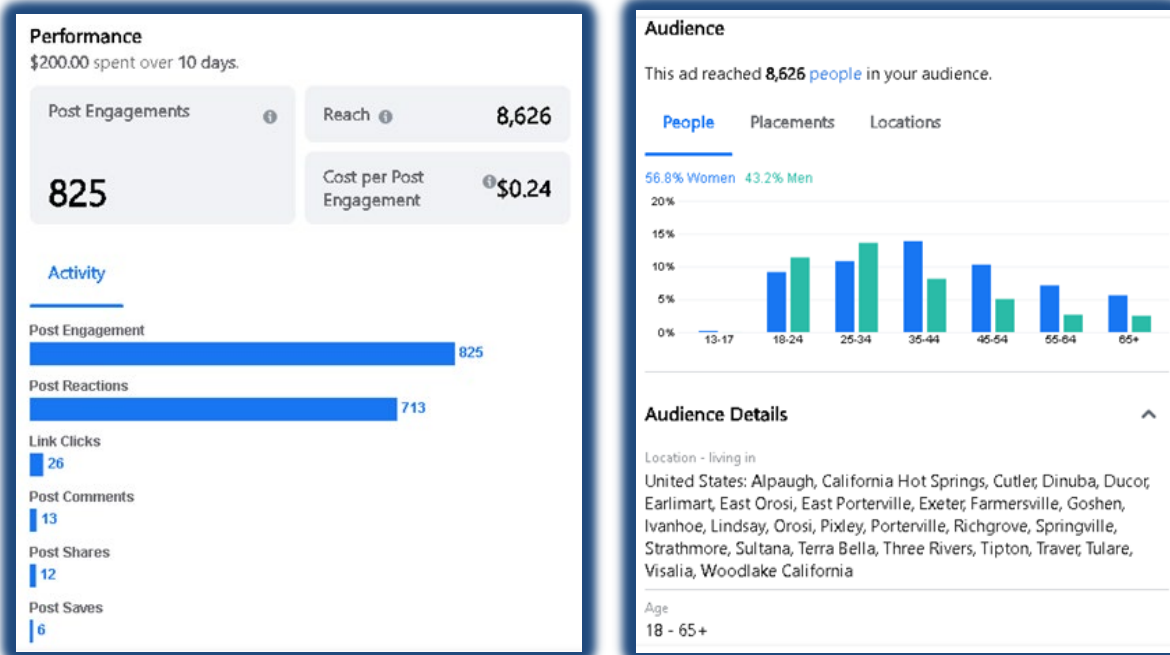 Performance
$200.00 spent over 10 days.
Post Engagements
825
Reach
8,626
Cost per Post
Engagement
$0.24
Activity
Post Engagement
825
Post Reactions
713
Link Clicks
26
Post Comments
13
Post Shares
12
Post Saves
6
Audience
This ad reached 8,626 people in your audience.
People Placements Locations
56.8% Women 43.2% Men
20%
15%
10%
5%
0%
13-17 18-24 25-34 35-44 45-54 55-64 65+
Audience Details
Location - living in
United States: Alpaugh, California Hot Springs, Cutler, Dinuba, Ducor,
Earlimart, East Orosi, East Porterville, Exeter, Farmersville, Goshen,
Ivanhoe, Lindsay, Orosi, Pixley, Porterville, Richgrove, Springville,
Strathmore, Sultana, Terra Bella, Three Rivers, Tipton, Traver, Tulare,
Visalia, Woodlake California
Age
18 - 65+